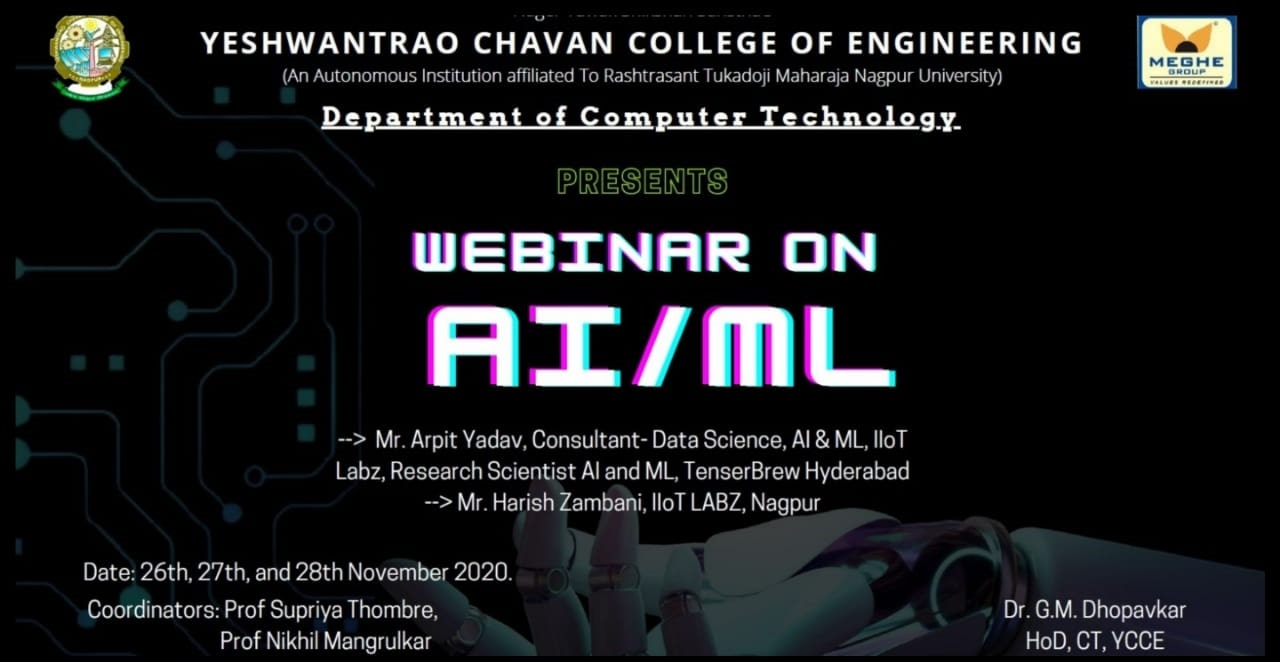 YESHWANTRAO CHAVAN COLLEGE OF ENGINEERING
(An Autonomous Institution affiliated To Rashtrasant Tukadoji Maharaja Nagpur University)
MEGHE
GROUP
VALUES REDEFINED
Department of Computer Technology
PRESENTS
WEBINAR ON
AI/ML
--> Mr. Arpit Yadav, Consultant- Data Science, AI & ML, IIoT
Labz, Research Scientist AI and ML, TenserBrew Hyderabad
--> Mr. Harish Zambani, IIoT LABZ, Nagpur
Date: 26th, 27th, and 28th November 2020.
Coordinators: Prof Supriya Thombre,
Prof Nikhil Mangrulkar
Dr. G.M. Dhopavkar
HoD, CT, YCCE